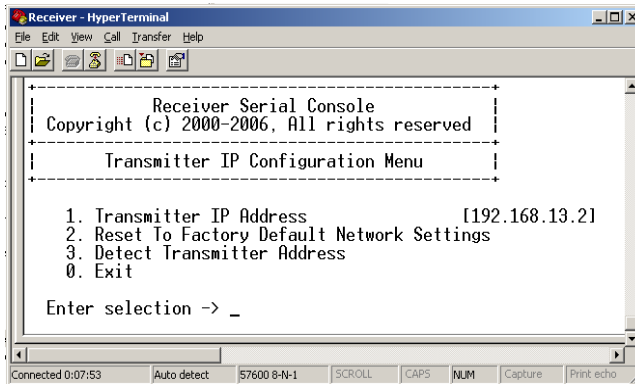 Receiver - HyperTerminal
File Edit View Call Transfer Help
Receiver Serial Console
Copyright (c) 2000-2006, All rights reserved
Transmitter IP Configuration Menu
1. Transmitter IP Address [192.168.13.2]
2. Reset To Factory Default Network Settings
3. Detect Transmitter Address
0. Exit
Enter selection -> _
Connected 0:07:53 Auto detect 57600 8-N-1 SCROLL CAPS NUM Capture Print echo